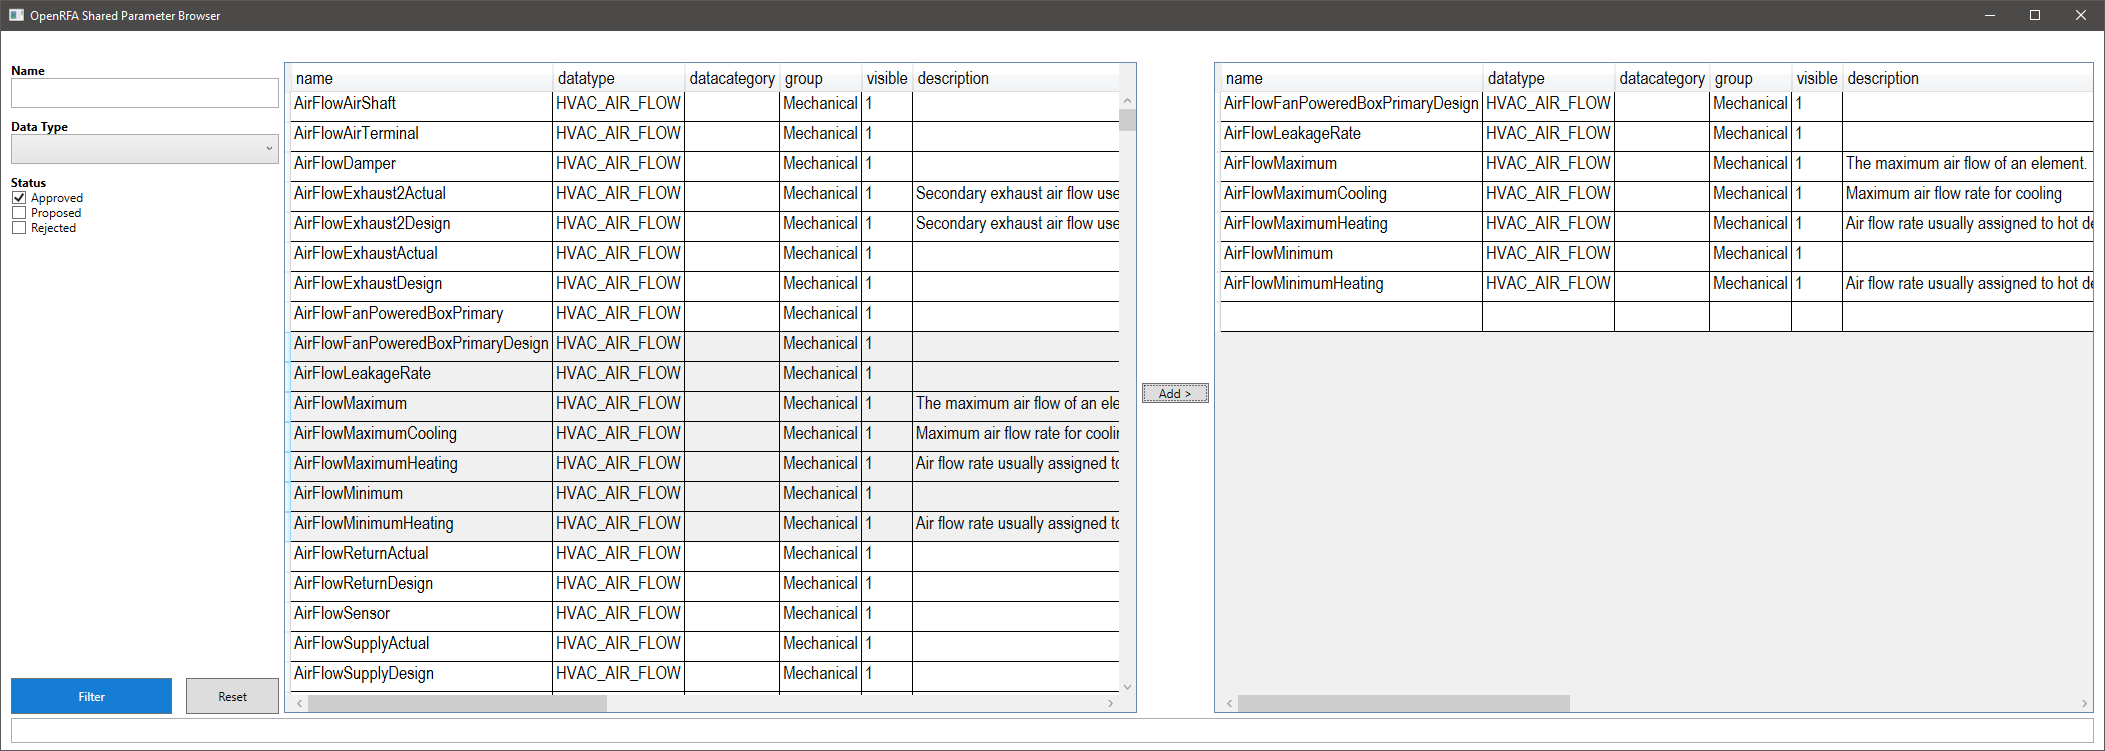 OpenRFA Shared Parameter Browser
Name
Data Type
Status
Approved
Proposed
Rejected
Filter
Reset
name datatype datacategory group visible description
AirFlowAirShaft HVAC_AIR_FLOW Mechanical 1
AirFlowAirTerminal HVAC_AIR_FLOW Mechanical 1
AirFlowDamper HVAC_AIR_FLOW Mechanical 1
AirFlowExhaust2Actual HVAC_AIR_FLOW Mechanical 1 Secondary exhaust air flow use
AirFlowExhaust2Design HVAC_AIR_FLOW Mechanical 1 Secondary exhaust air flow use
AirFlowExhaustActual HVAC_AIR_FLOW Mechanical 1
AirFlowExhaustDesign HVAC_AIR_FLOW Mechanical 1
AirFlowFanPoweredBoxPrimary HVAC_AIR_FLOW Mechanical 1
AirFlowFanPoweredBoxPrimaryDesign HVAC_AIR_FLOW Mechanical 1
AirFlowLeakageRate HVAC_AIR_FLOW Mechanical 1
AirFlowMaximum HVAC_AIR_FLOW Mechanical 1 The maximum air flow of an ele
AirFlowMaximumCooling HVAC_AIR_FLOW Mechanical 1 Maximum air flow rate for coolin
AirFlowMaximumHeating HVAC_AIR_FLOW Mechanical 1 Air flow rate usually assigned to
AirFlowMinimum HVAC_AIR_FLOW Mechanical 1
AirFlowMinimumHeating HVAC_AIR_FLOW Mechanical 1 Air flow rate usually assigned to
AirFlowReturnActual HVAC_AIR_FLOW Mechanical 1
AirFlowReturnDesign HVAC_AIR_FLOW Mechanical 1
AirFlowSensor HVAC_AIR_FLOW Mechanical 1
AirFlowSupplyActual HVAC_AIR_FLOW Mechanical 1
AirFlowSupplyDesign HVAC_AIR_FLOW Mechanical 1
Add >
name datatype datacategory group visible description
AirFlowFanPoweredBoxPrimaryDesign HVAC_AIR_FLOW Mechanical 1
AirFlowLeakageRate HVAC_AIR_FLOW Mechanical 1
AirFlowMaximum HVAC_AIR_FLOW Mechanical 1 The maximum air flow of an element.
AirFlowMaximumCooling HVAC_AIR_FLOW Mechanical 1 Maximum air flow rate for cooling
AirFlowMaximumHeating HVAC_AIR_FLOW Mechanical 1 Air flow rate usually assigned to hot de
AirFlowMinimum HVAC_AIR_FLOW Mechanical 1
AirFlowMinimumHeating HVAC_AIR_FLOW Mechanical 1 Air flow rate usually assigned to hot de